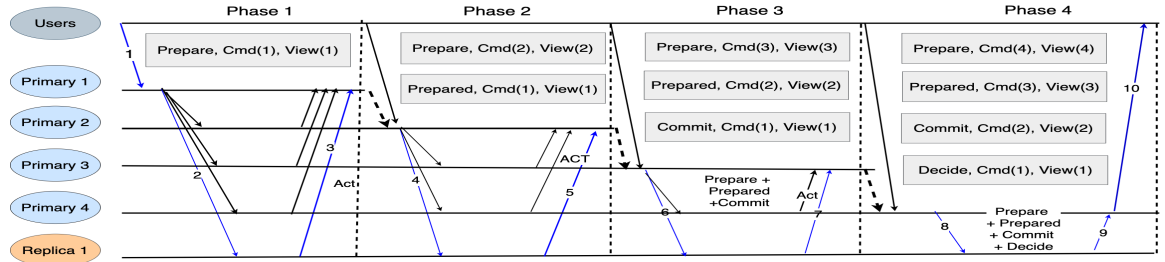 Phase 1
Phase 2
Phase 3
Phase 4
Users
Primary 1
Primary 2
Primary 3
Primary 4
Replica 1
Prepare, Cmd(1), View(1)
1
2
3
Act
Prepare, Cmd(2), View(2)
Prepared, Cmd(1), View(1)
4
ACT
5
Prepare, Cmd(3), View(3)
Prepared, Cmd(2), View(2)
Commit, Cmd(1), View(1)
Prepare +
Prepared
+Commit
Act
6
7
Prepare, Cmd(4), View(4)
Prepared, Cmd(3), View(3)
Commit, Cmd(2), View(2)
Decide, Cmd(1), View(1)
10
Prepare
+ Prepared
+ Commit
+ Decide
8
9